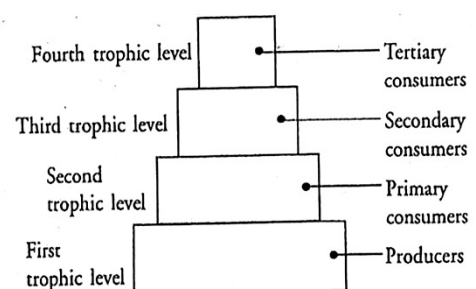 Fourth trophic level
Tertiary
consumers
Third trophic level
Secondary
consumers
Second
trophic level
Primary
consumers
First
trophic level
Producers